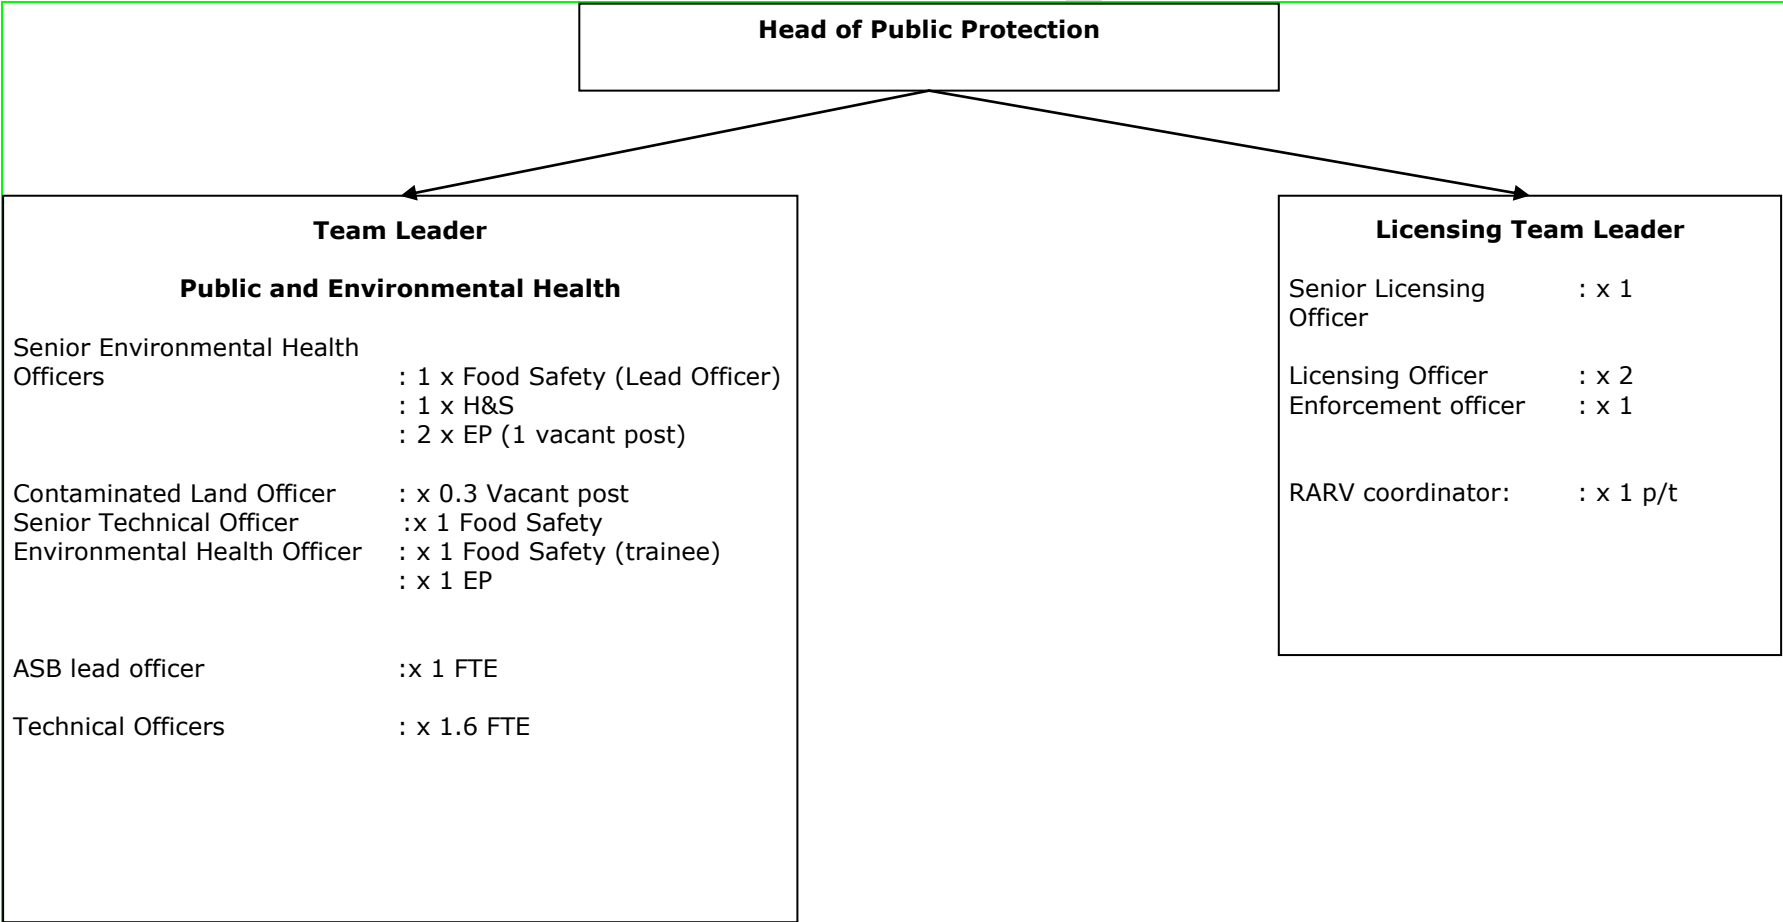 Head of Public Protection
Team Leader
Public and Environmental Health
Senior Environmental Health
Officers : 1 x Food Safety (Lead Officer)
: 1 x H&S
: 2 x EP (1 vacant post)
Contaminated Land Officer : x 0.3 Vacant post
Senior Technical Officer :x 1 Food Safety
Environmental Health Officer : x 1 Food Safety (trainee)
: x 1 EP
ASB lead officer :x 1 FTE
Technical Officers : x 1.6 FTE
Licensing Team Leader
Senior Licensing : x 1
Officer
Licensing Officer : x 2
Enforcement officer : x 1
RARV coordinator: : x 1 p/t